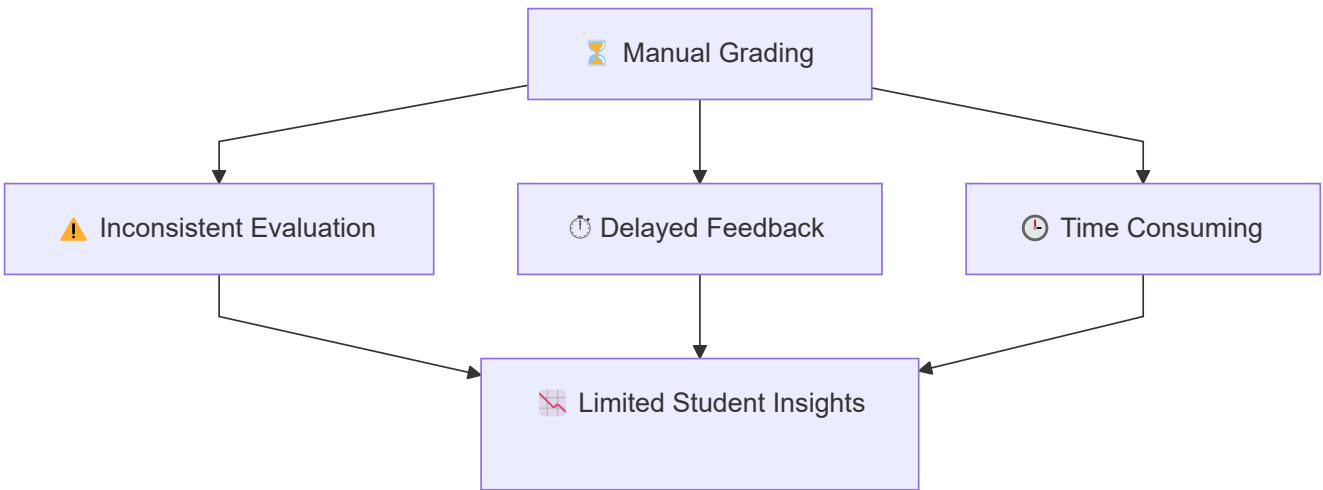 ⏳ Manual Grading
⚠️ Inconsistent Evaluation
⏱ Delayed Feedback
🕒 Time Consuming
📉 Limited Student Insights